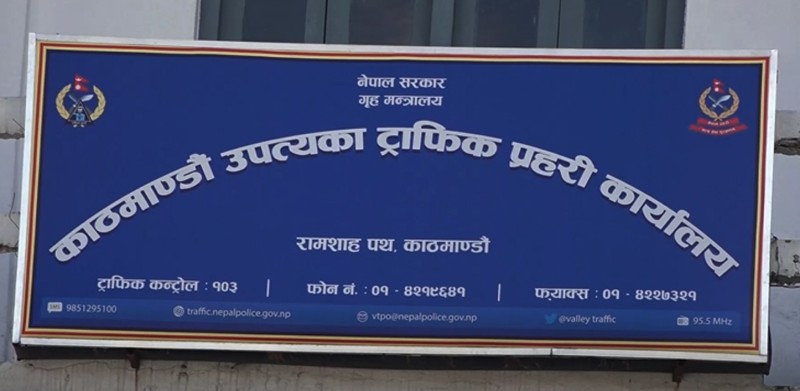 नेपाल सरकार
गृह मन्त्रालय
काठमाण्डौं उपत्यका ट्राफिक प्रहरी कार्यालय
रामशाह पथ, काठमाण्डौं
ट्राफिक कन्ट्रोल : १०३ | फोन नं. : ०१ - ४२१९६४१ | फ्याक्स : ०१ - ४२२७३२१
SMS 9851295100 traffic.nepalpolice.gov.np vtpo@nepalpolice.gov.np @valley traffic 95.5 MHz